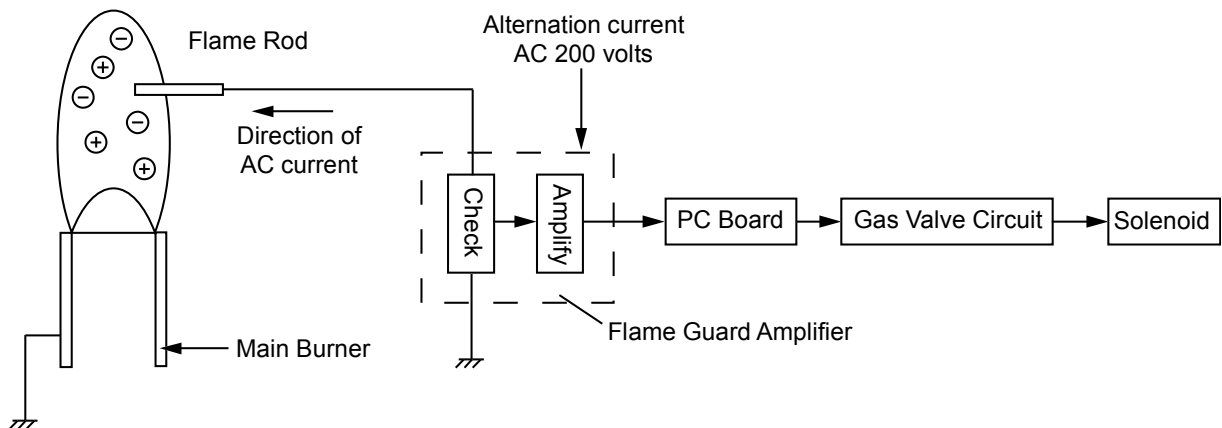 Flame Rod
Alternation current
AC 200 volts
Direction of
AC current
Check
Amplify
PC Board
Gas Valve Circuit
Solenoid
Flame Guard Amplifier
Main Burner